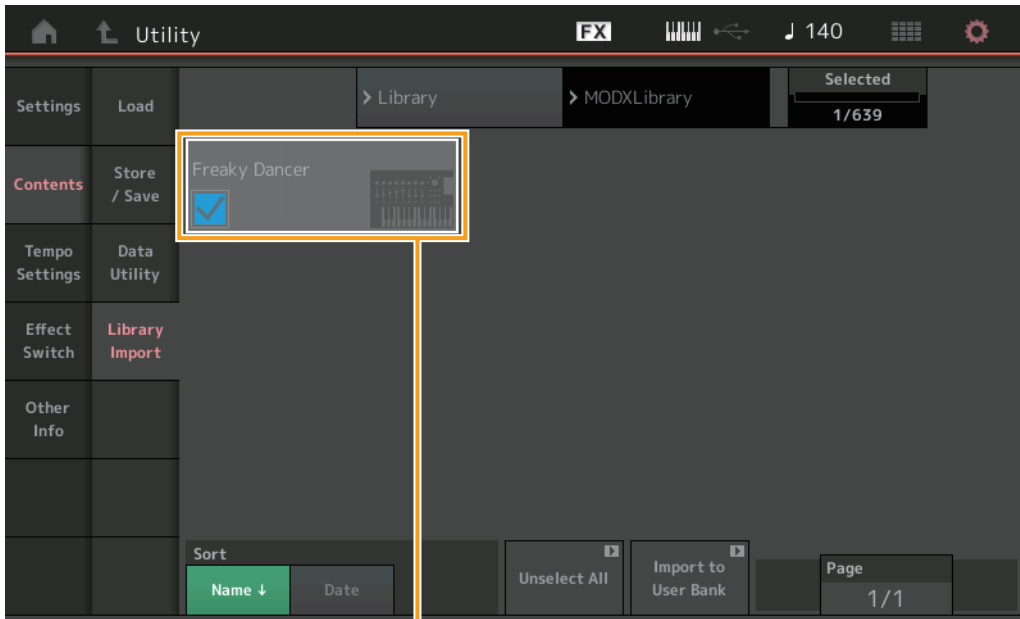 Utility
FX
140
Settings
Load
> Library
> MODXLibrary
Selected
1/639
Contents
Store
/ Save
Freaky Dancer
Tempo
Settings
Data
Utility
Effect
Switch
Library
Import
Other
Info
Sort
Name ↓
Date
Unselect All
Import to
User Bank
Page
1/1